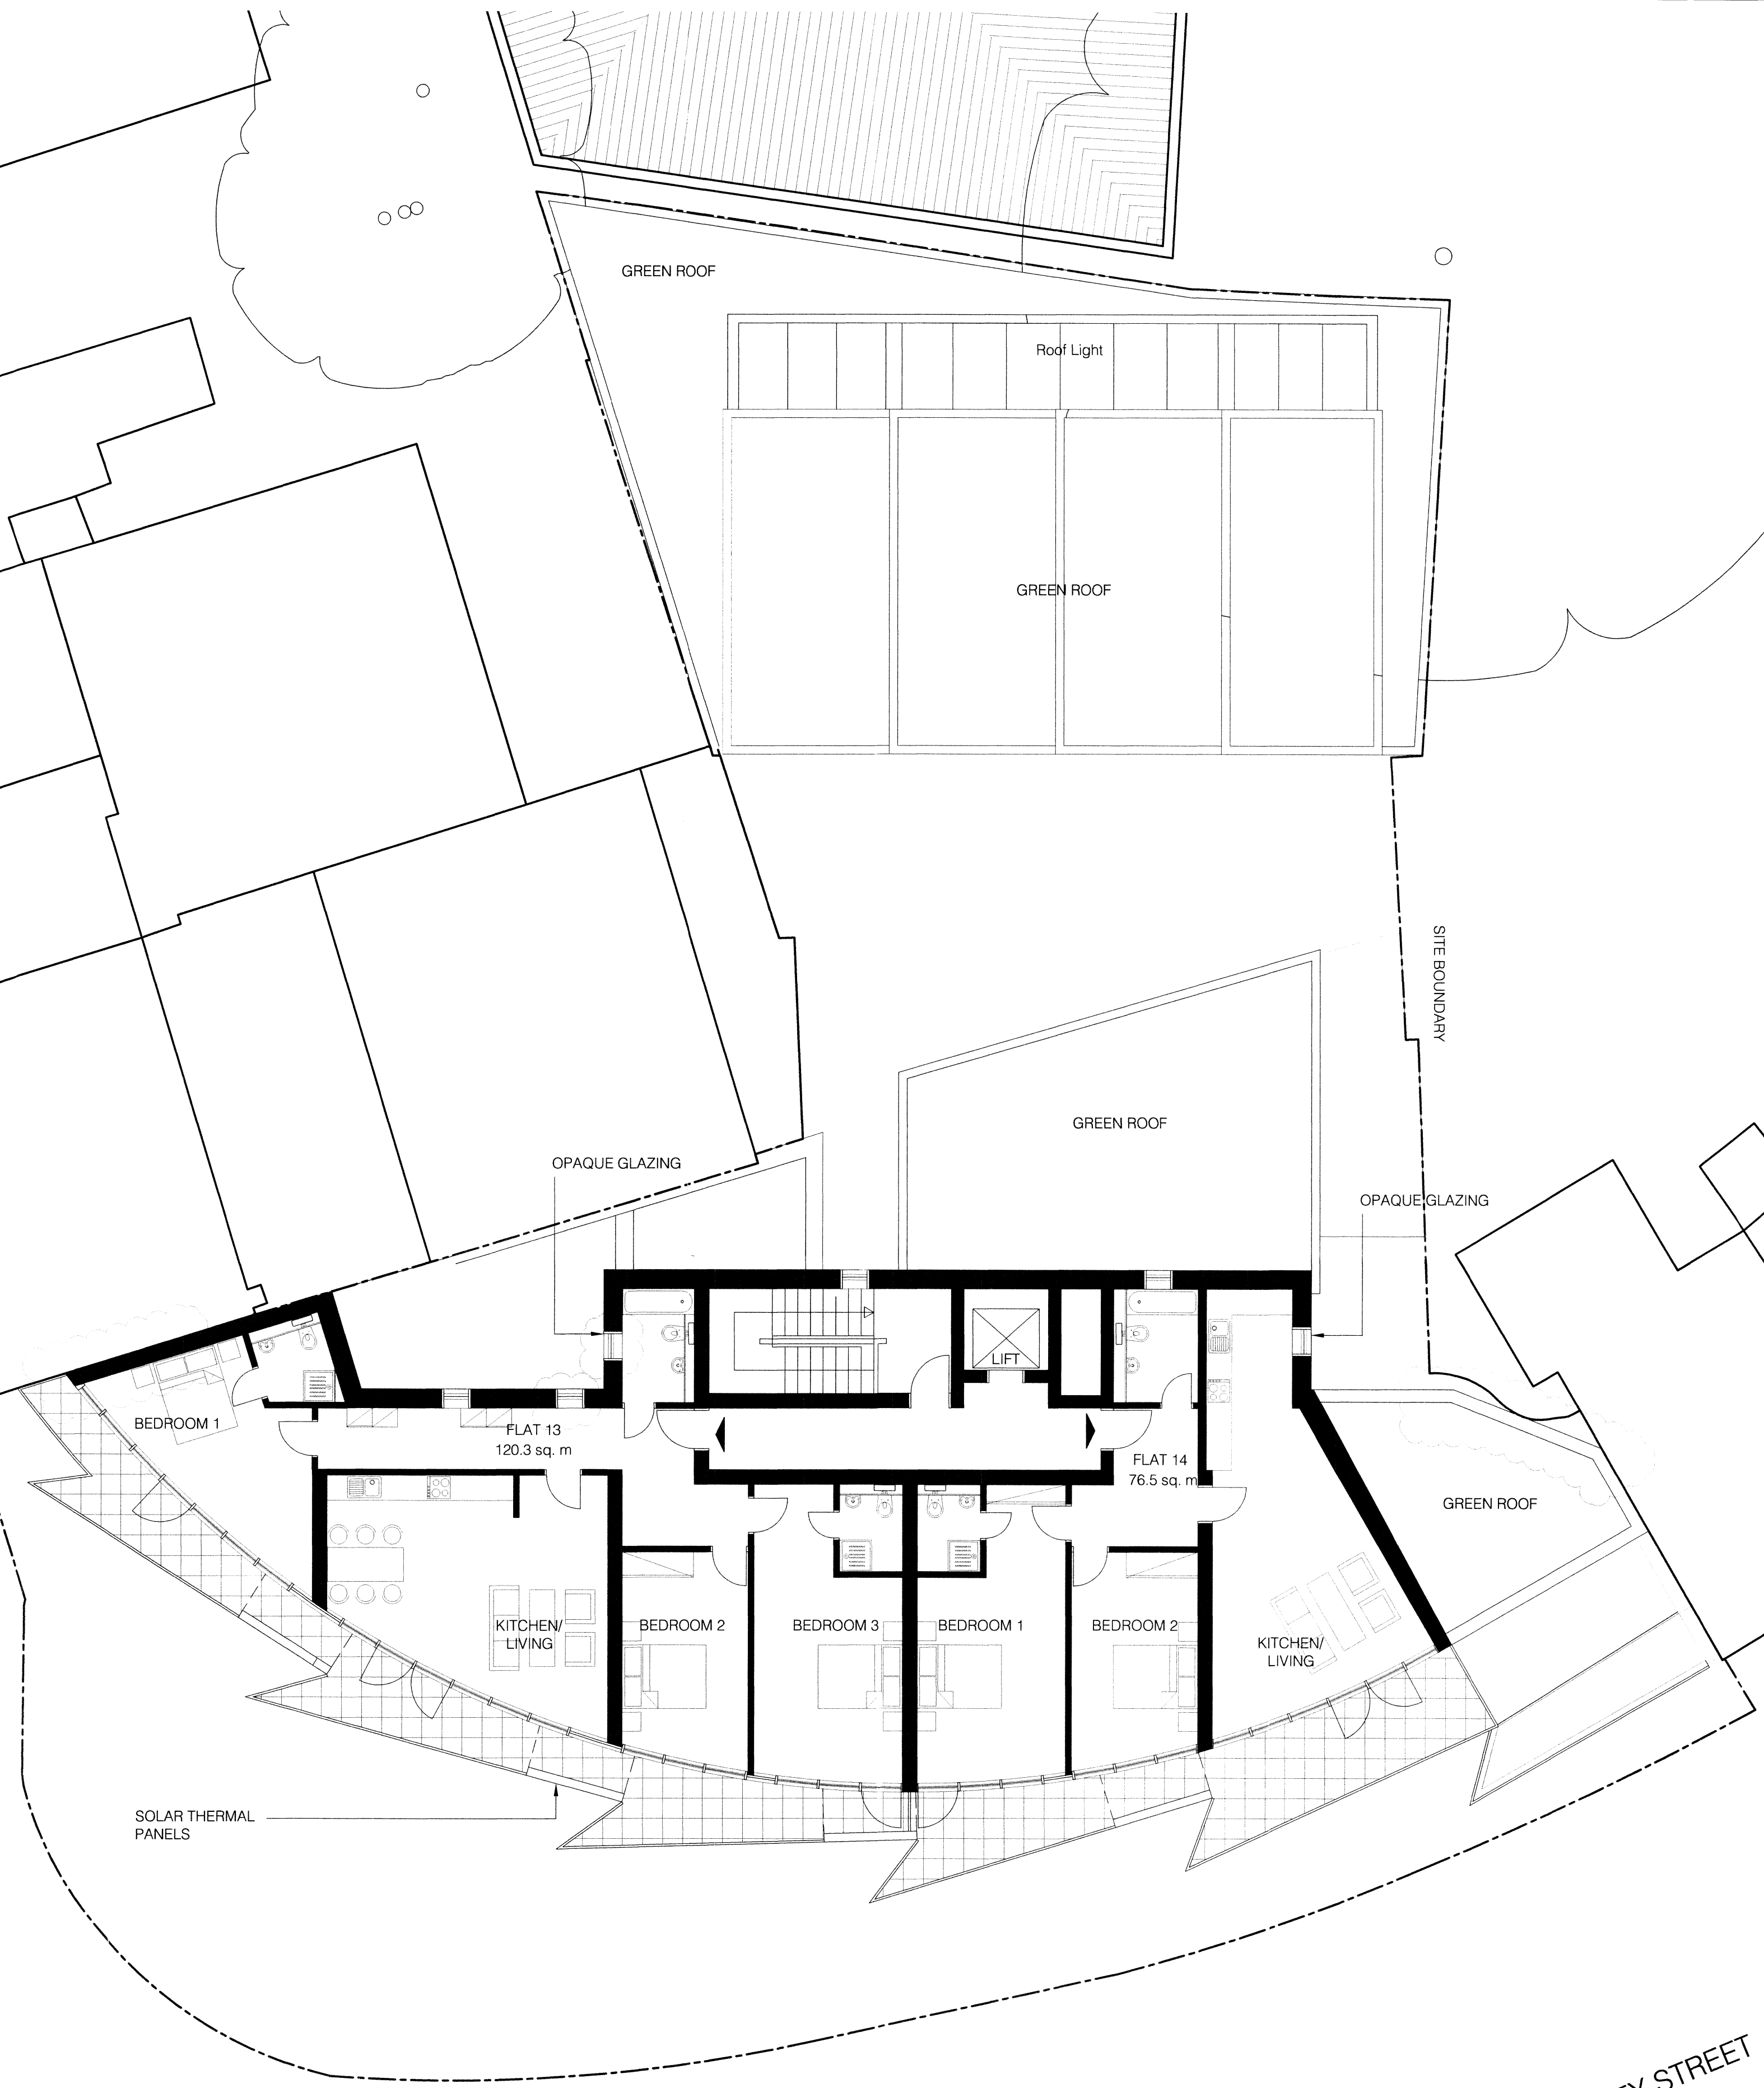 GREEN ROOF
Roof Light
GREEN ROOF
SITE BOUNDARY
GREEN ROOF
OPAQUE GLAZING
OPAQUE GLAZING
LIFT
BEDROOM 1
FLAT 13
120.3 sq. m
FLAT 14
76.5 sq. m
GREEN ROOF
KITCHEN/
LIVING
BEDROOM 2
BEDROOM 3
BEDROOM 1
BEDROOM 2
KITCHEN/
LIVING
SOLAR THERMAL
PANELS
STREET